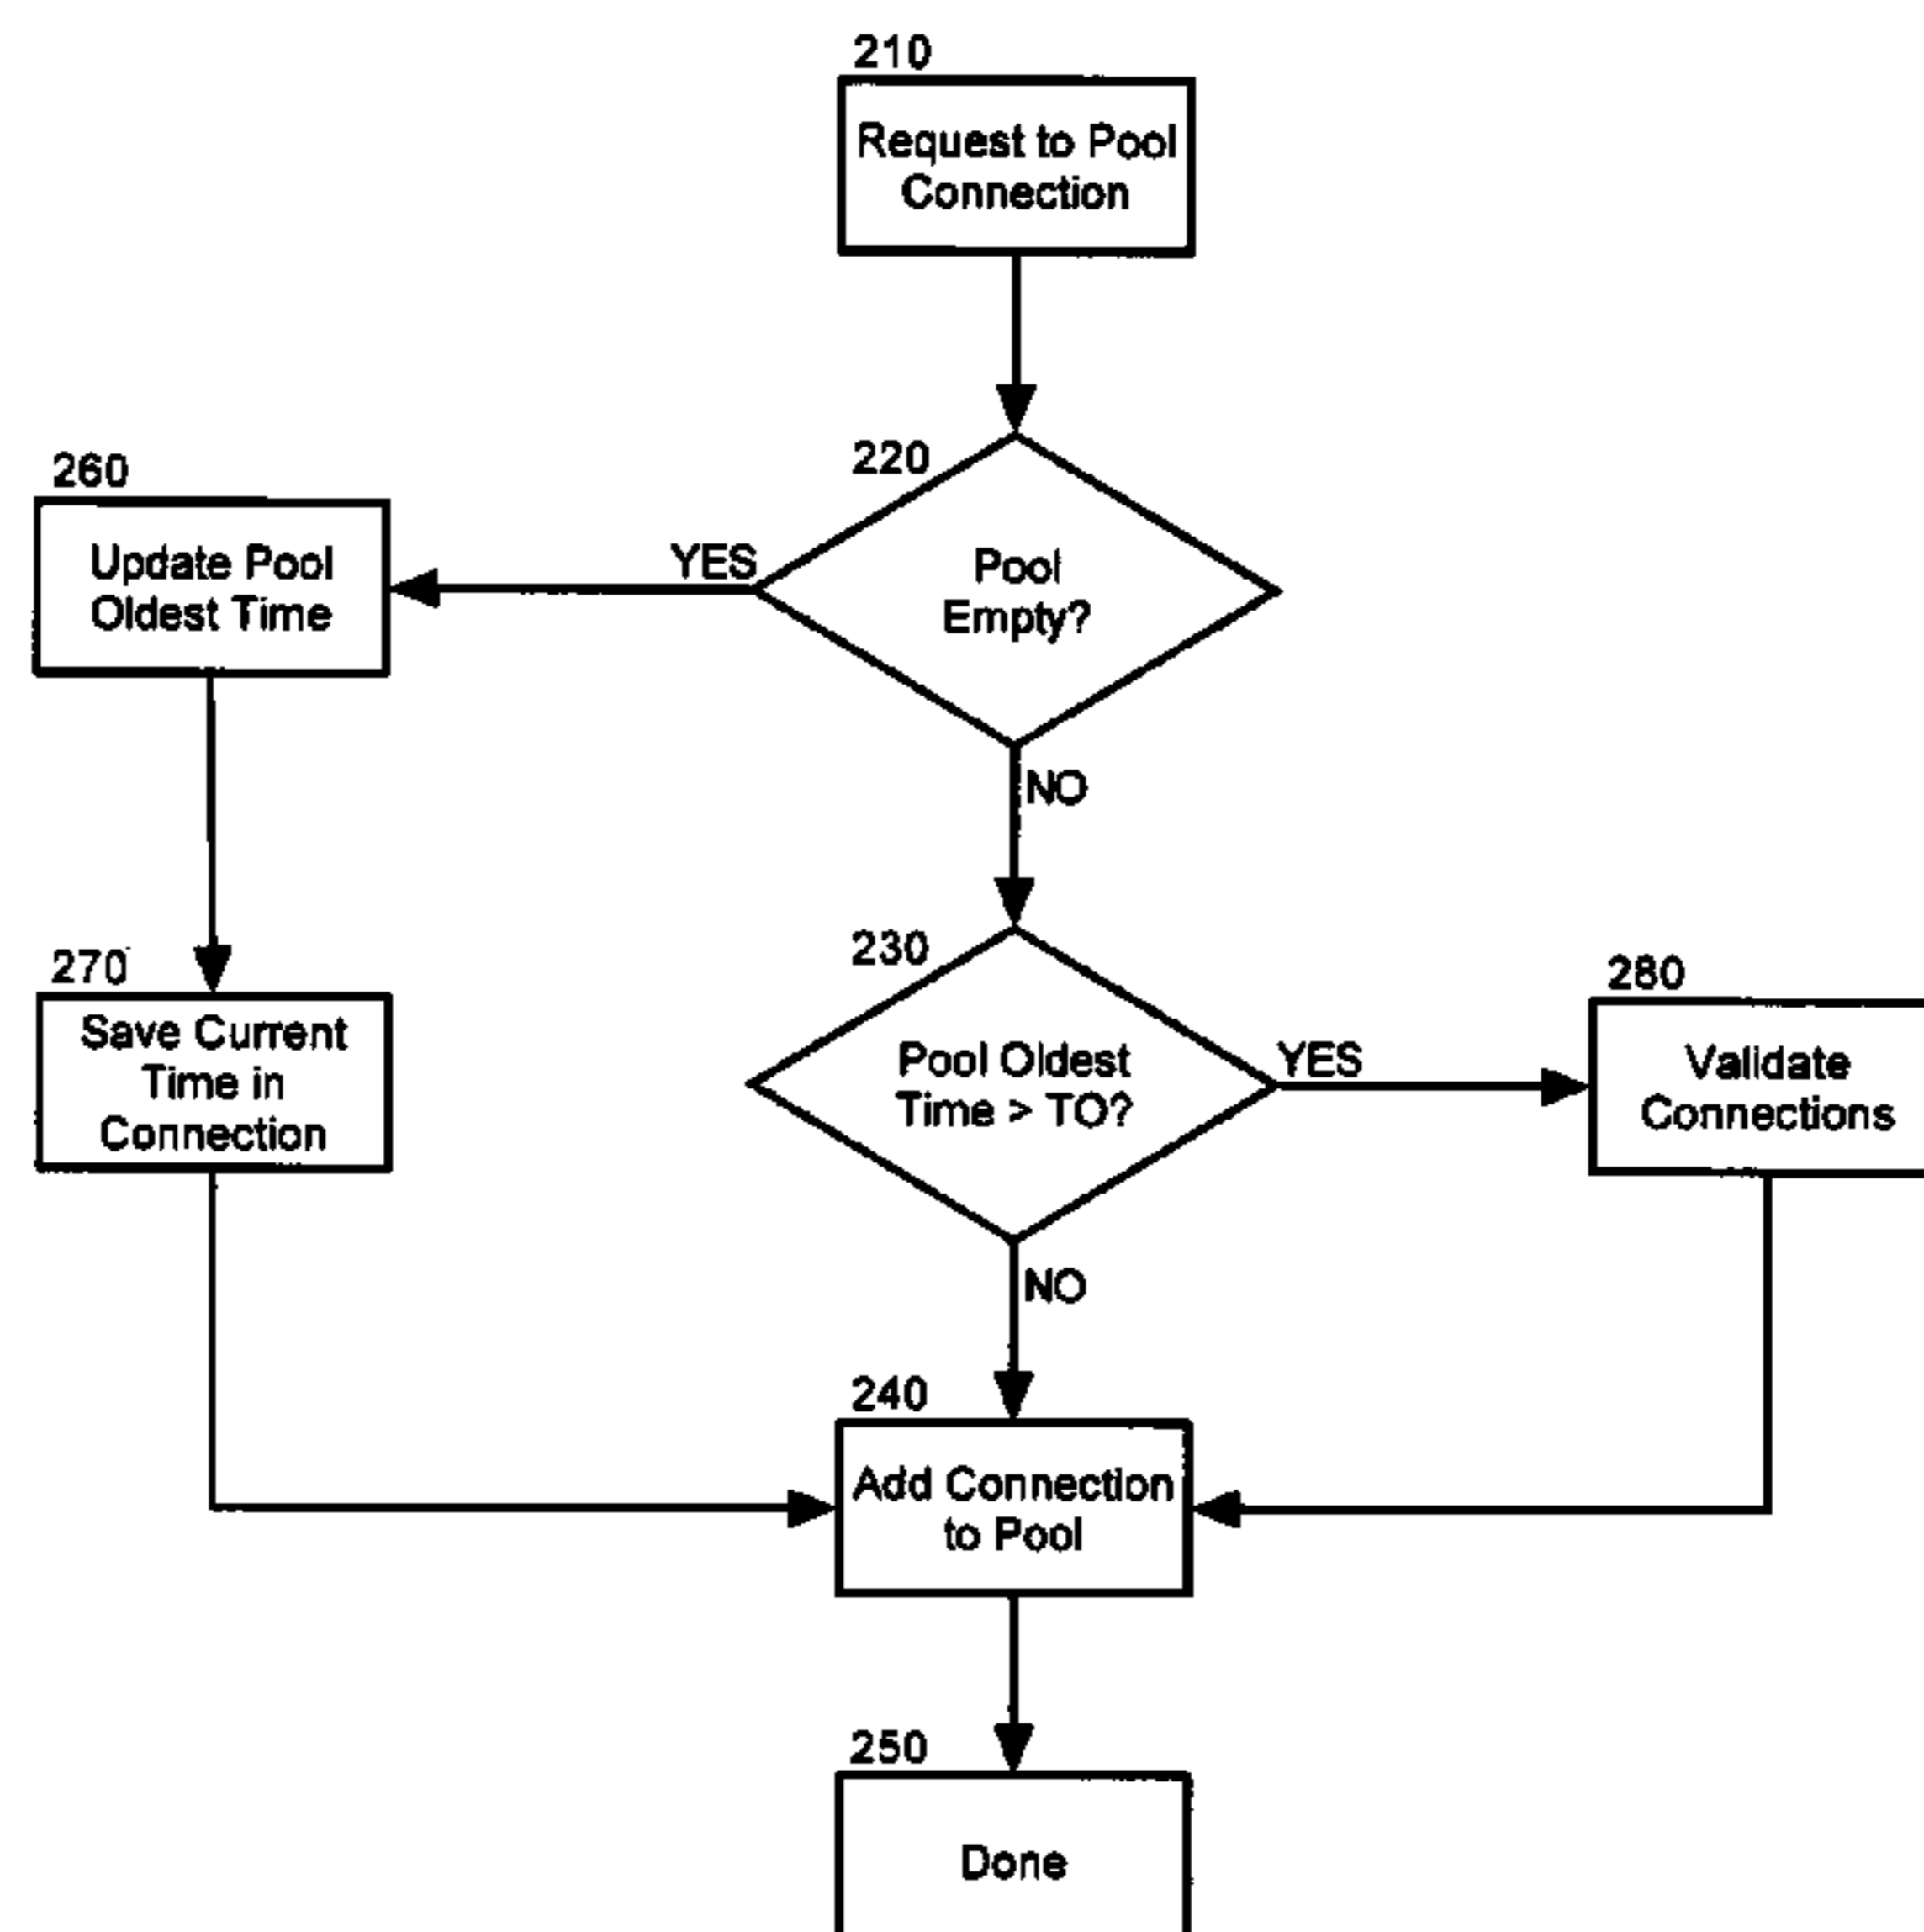 210
Request to Pool
Connection
220
Pool
Empty?
YES
NO
260
Update Pool
Oldest Time
270
Save Current
Time in
Connection
230
Pool Oldest
Time > TO?
YES
NO
280
Validate
Connections
240
Add Connection
to Pool
250
Done